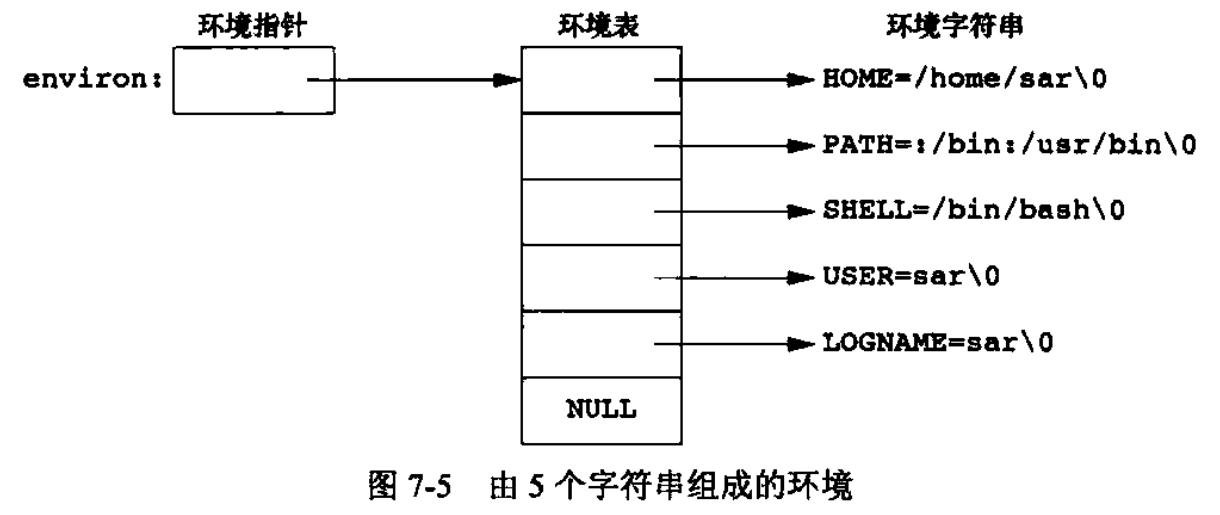 环境指针 环境表 环境字符串
environ: HOME=/home/sar\0
PATH=:/bin:/usr/bin\0
SHELL=/bin/bash\0
USER=sar\0
LOGNAME=sar\0
NULL
图 7-5 由 5 个字符串组成的环境